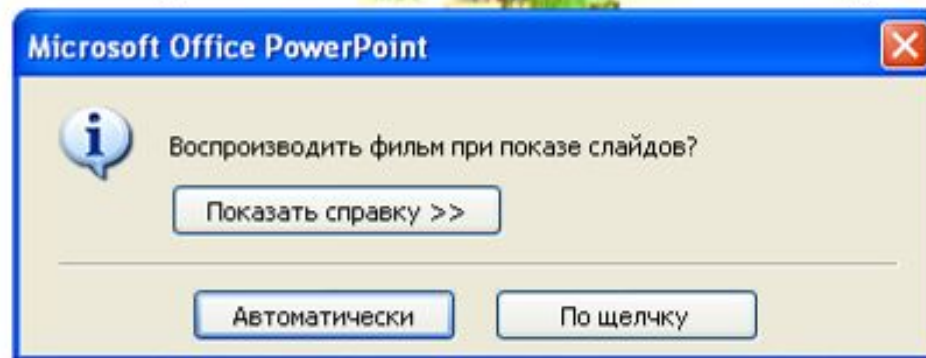 Microsoft Office PowerPoint
Воспроизводить фильм при показе слайдов?
Показать справку >>
Автоматически По щелчку